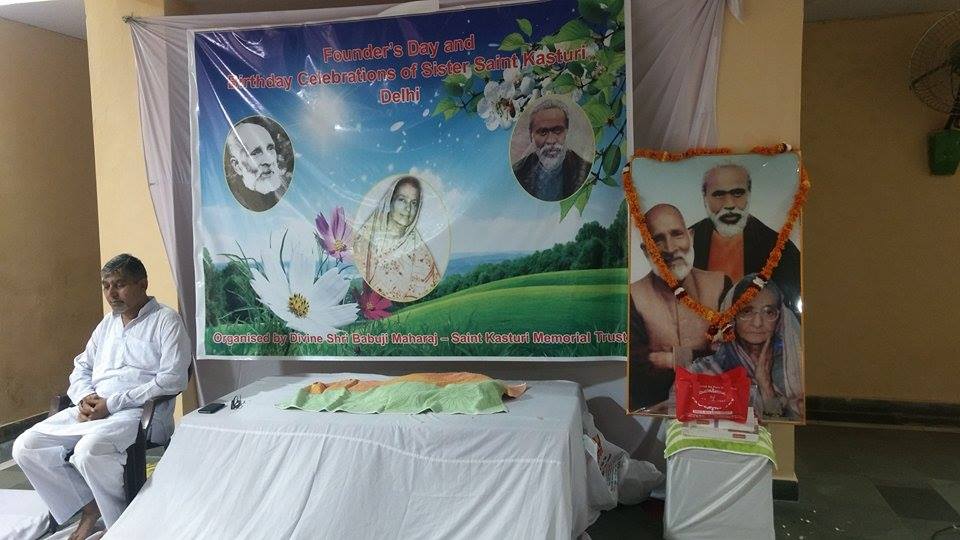 Founder's Day and
Birthday Celebrations of Sister Saint Kasturi
Delhi
Organised by Divine Shri Babuji Maharaj – Saint Kasturi Memorial Trust